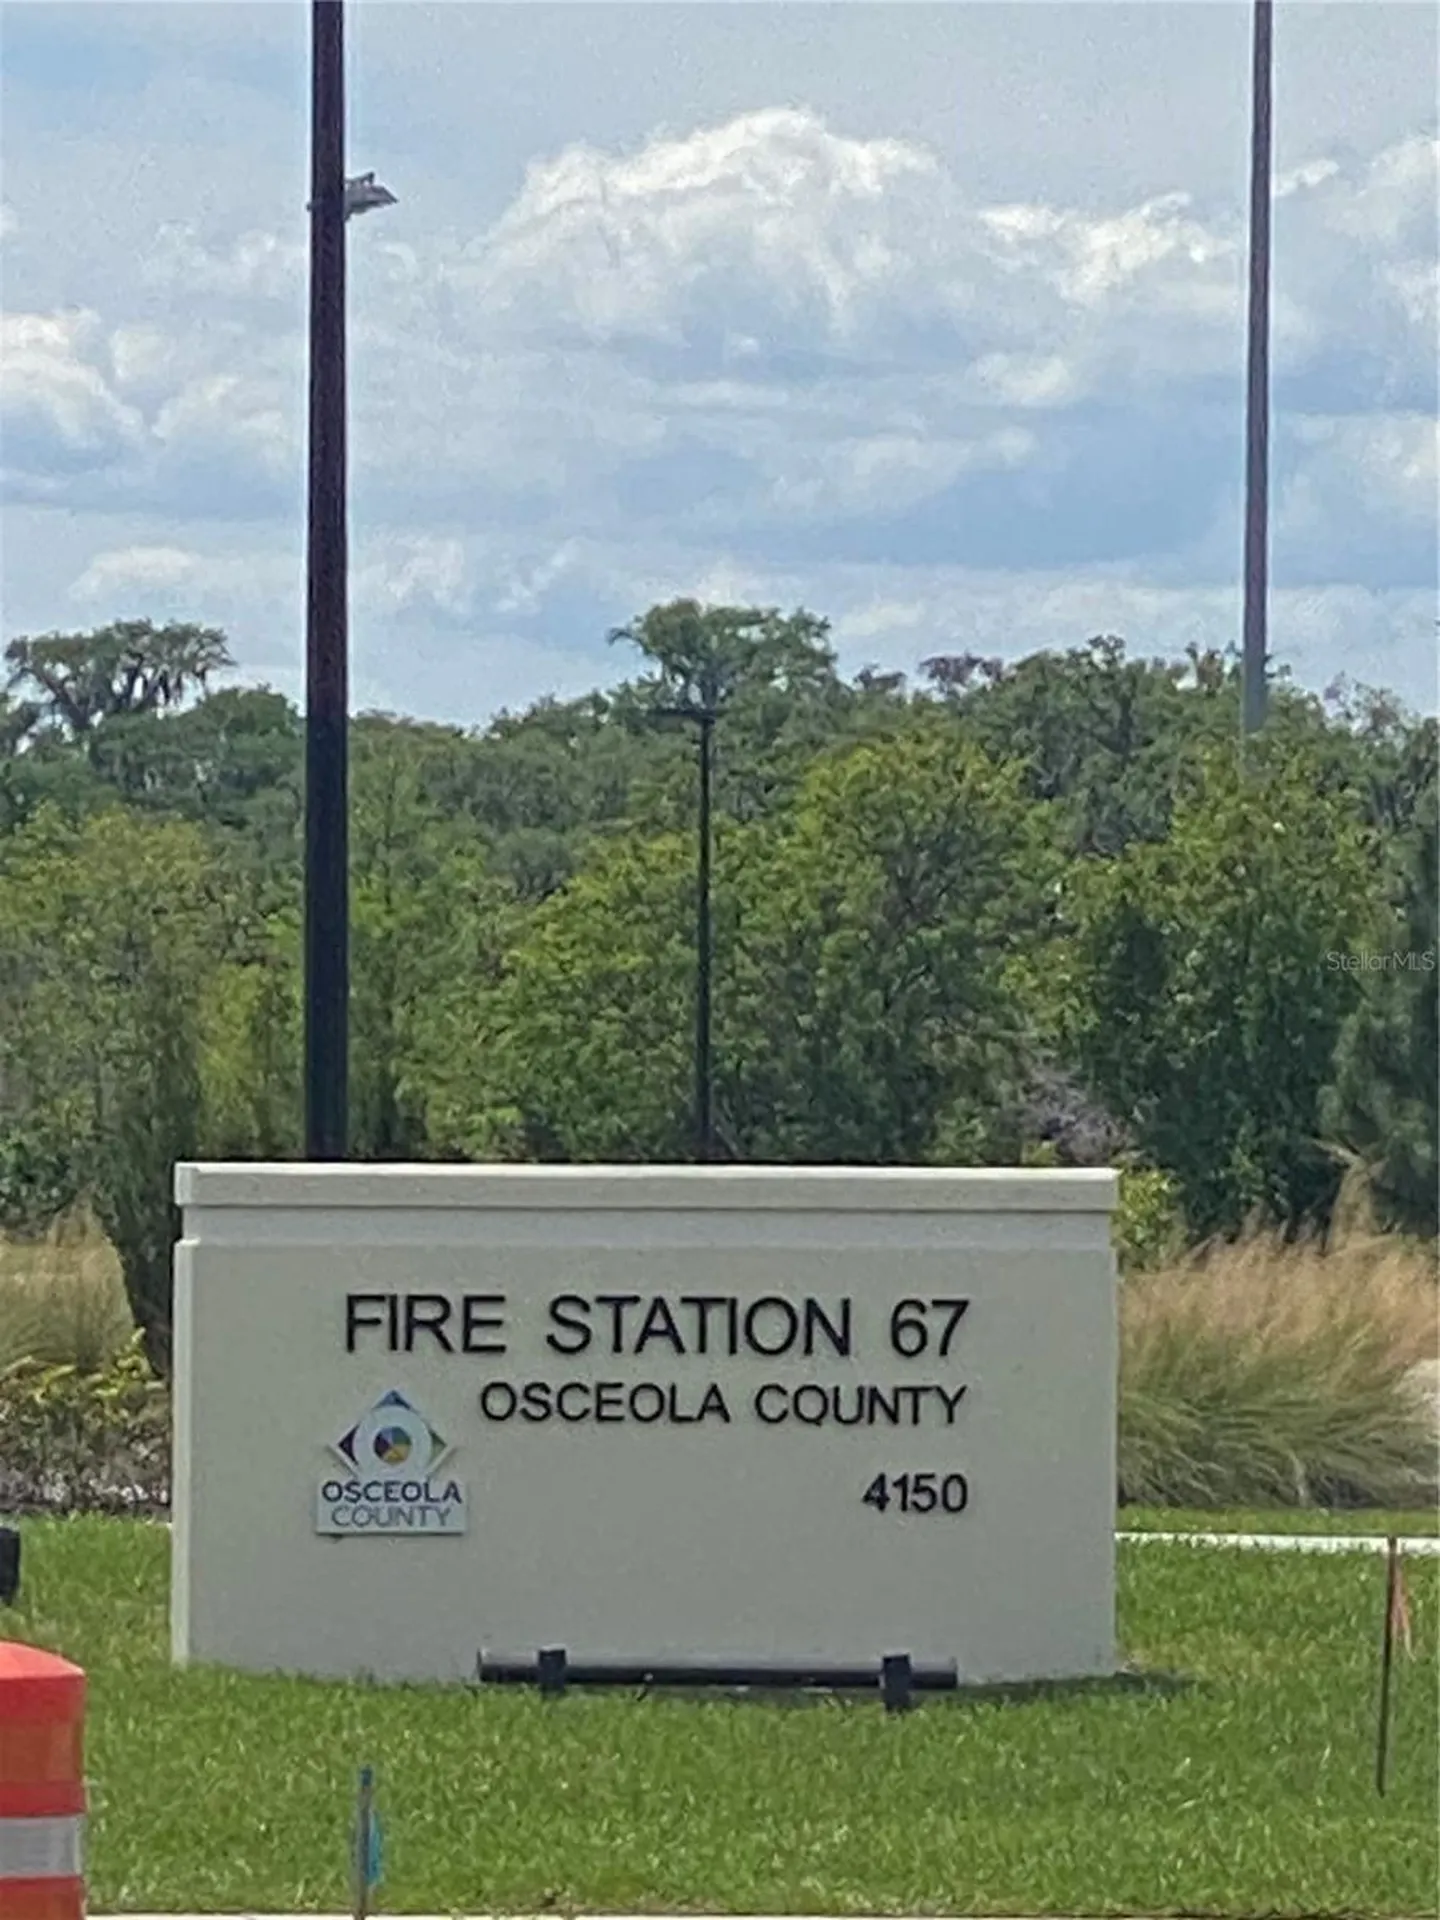 StellarMLS
FIRE STATION 67
OSCEOLA COUNTY
4150
OSCEOLA
COUNTY